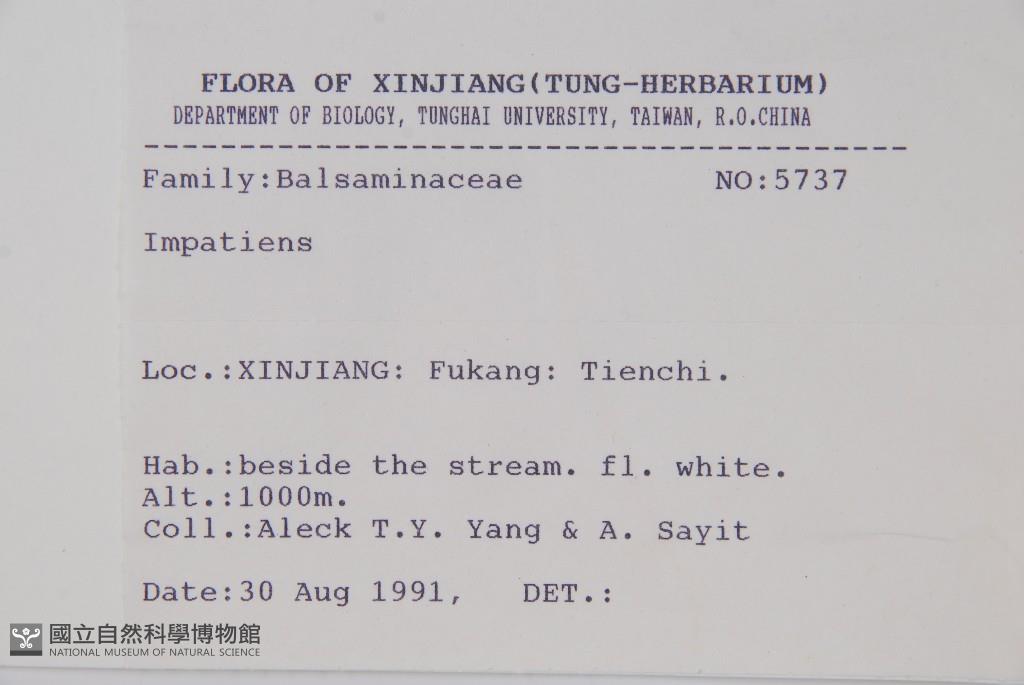 FLORA OF XINJIANG(TUNG-HERBARIUM)
DEPARTMENT OF BIOLOGY, TUNGHAI UNIVERSITY, TAIWAN, R.O.CHINA
----------------------------------------
Family:Balsaminaceae NO:5737
Impatiens
Loc.:XINJIANG: Fukang: Tienchi.
Hab.:beside the stream. fl. white.
Alt.:1000m.
Coll.:Aleck T.Y. Yang & A. Sayit
Date:30 Aug 1991, DET.:
國立自然科學博物館
NATIONAL MUSEUM OF NATURAL SCIENCE